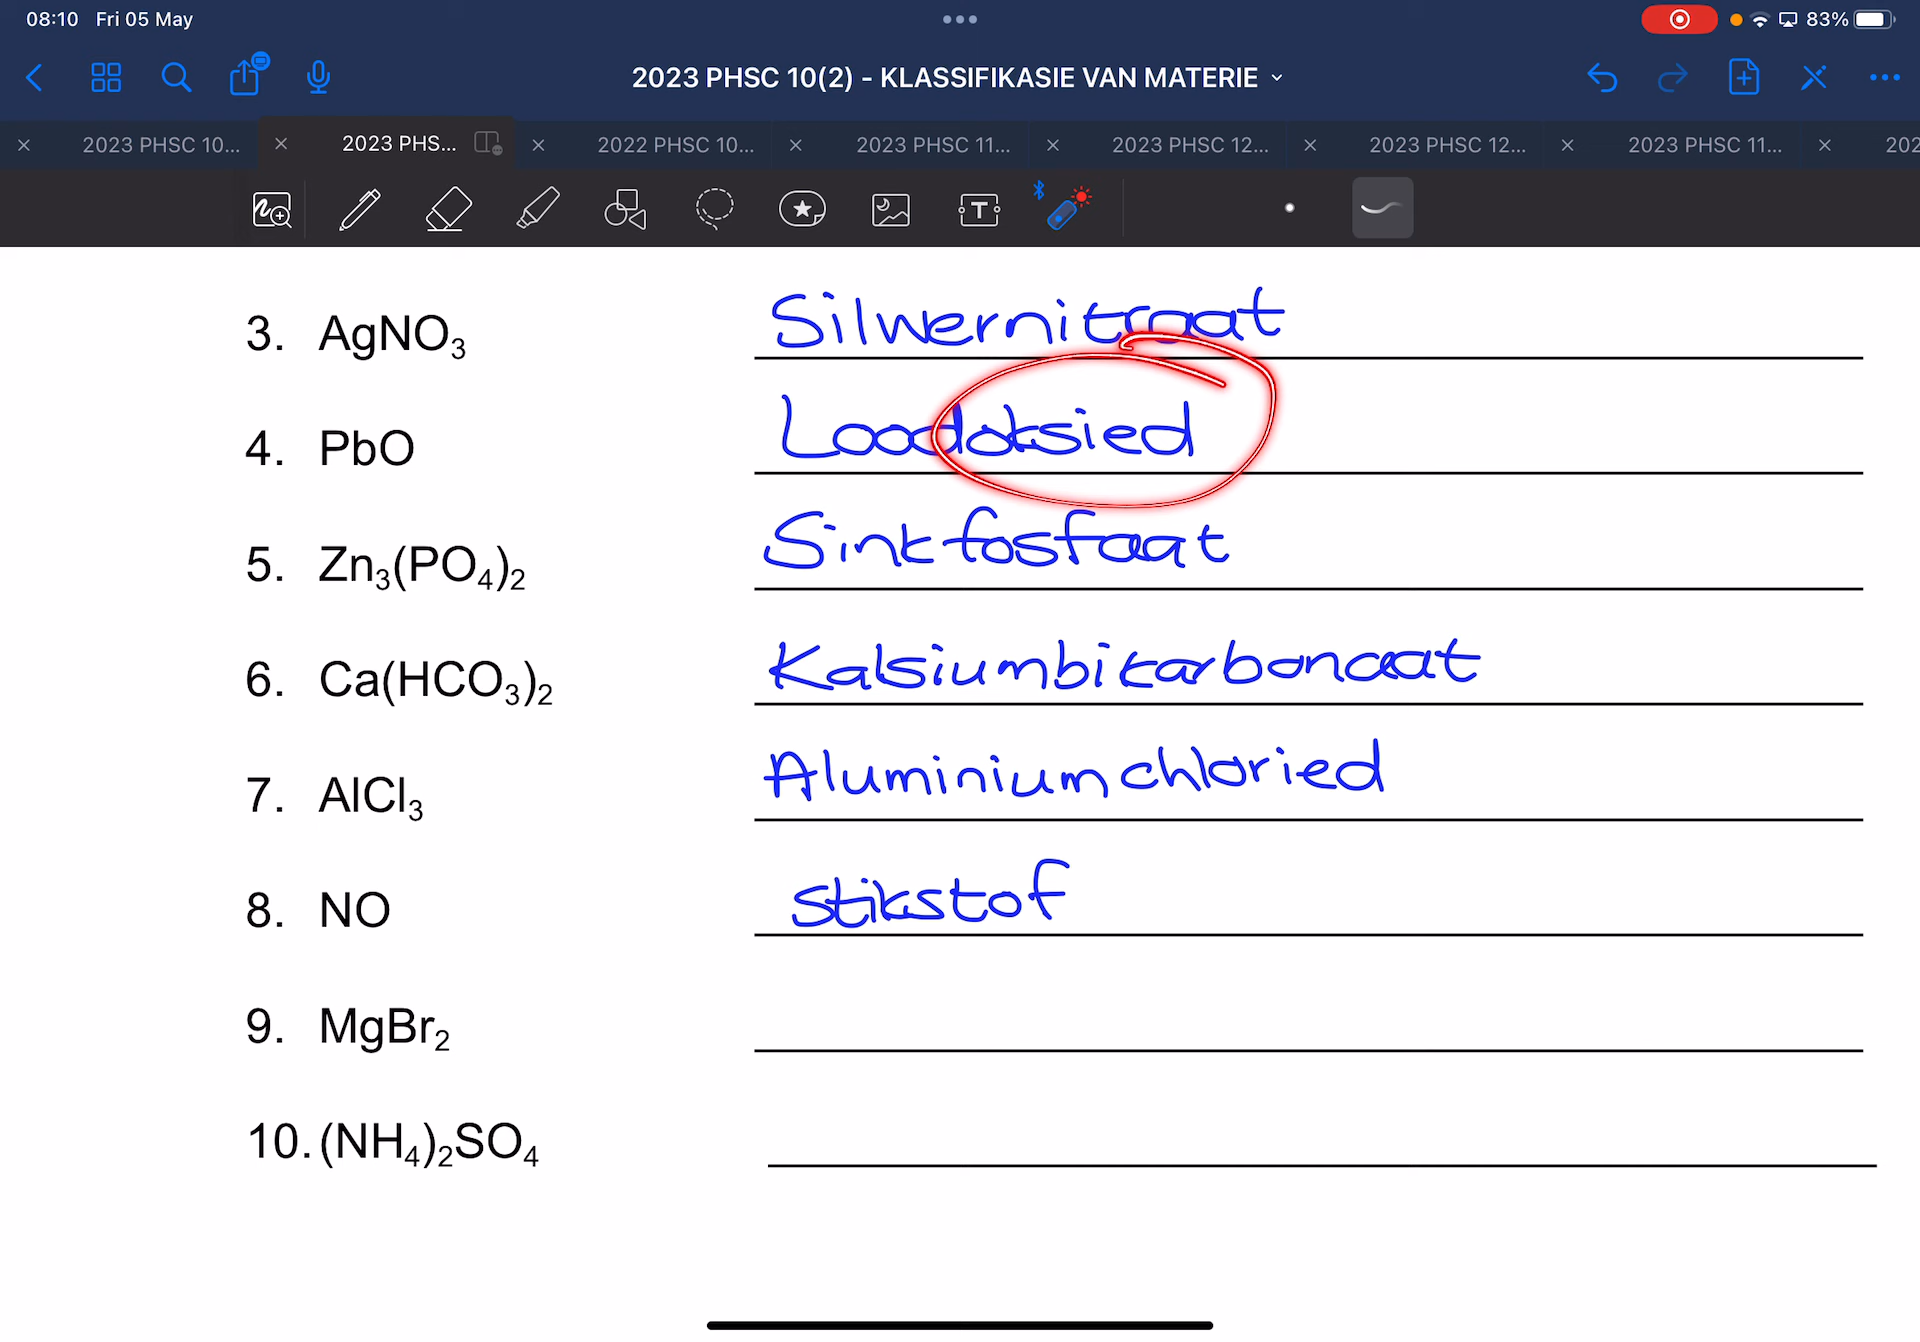 08:10 Fri 05 May
83%
2023 PHSC 10(2) - KLASSIFIKASIE VAN MATERIE
2023 PHSC 10... 2023 PHS... 2022 PHSC 10... 2023 PHSC 11... 2023 PHSC 12... 2023 PHSC 12... 2023 PHSC 11... 202
3. AgNO₃ Silwernitraat
4. PbO Loodoksied
5. Zn₃(PO₄)₂ Sinkfosfaat
6. Ca(HCO₃)₂ Kalsiumbikarbonaat
7. AlCl₃ Aluminiumchloried
8. NO stikstof
9. MgBr₂
10. (NH₄)₂SO₄